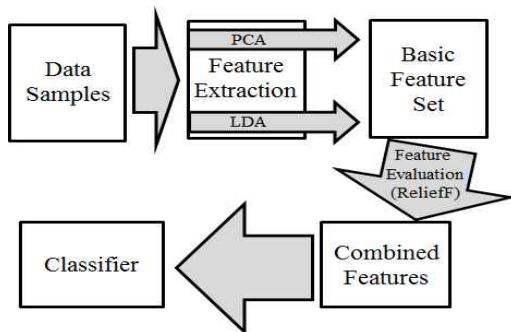 Data
Samples
PCA
Feature
Extraction
LDA
Basic
Feature
Set
Feature
Evaluation
(ReliefF)
Combined
Features
Classifier